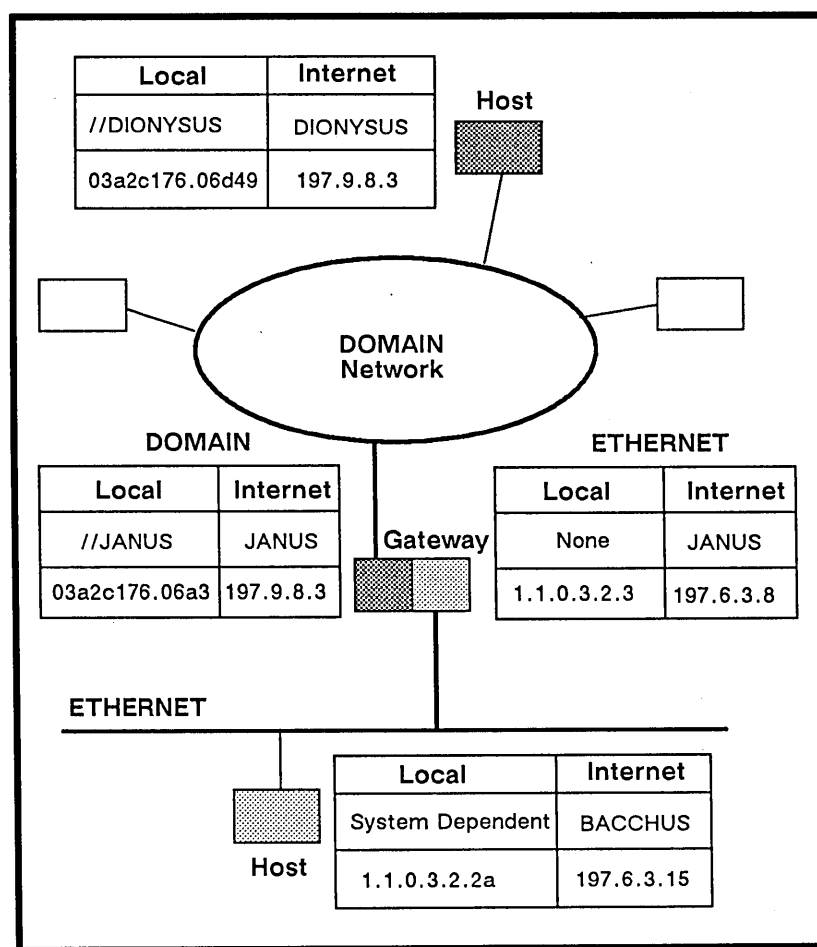 Local Internet
//DIONYSUS DIONYSUS
03a2c176.06d49 197.9.8.3
Host
DOMAIN
Network
DOMAIN
Local Internet
//JANUS JANUS
03a2c176.06a3 197.9.8.3
Gateway
ETHERNET
Local Internet
None JANUS
1.1.0.3.2.3 197.6.3.8
ETHERNET
Host
Local Internet
System Dependent BACCHUS
1.1.0.3.2.2a 197.6.3.15